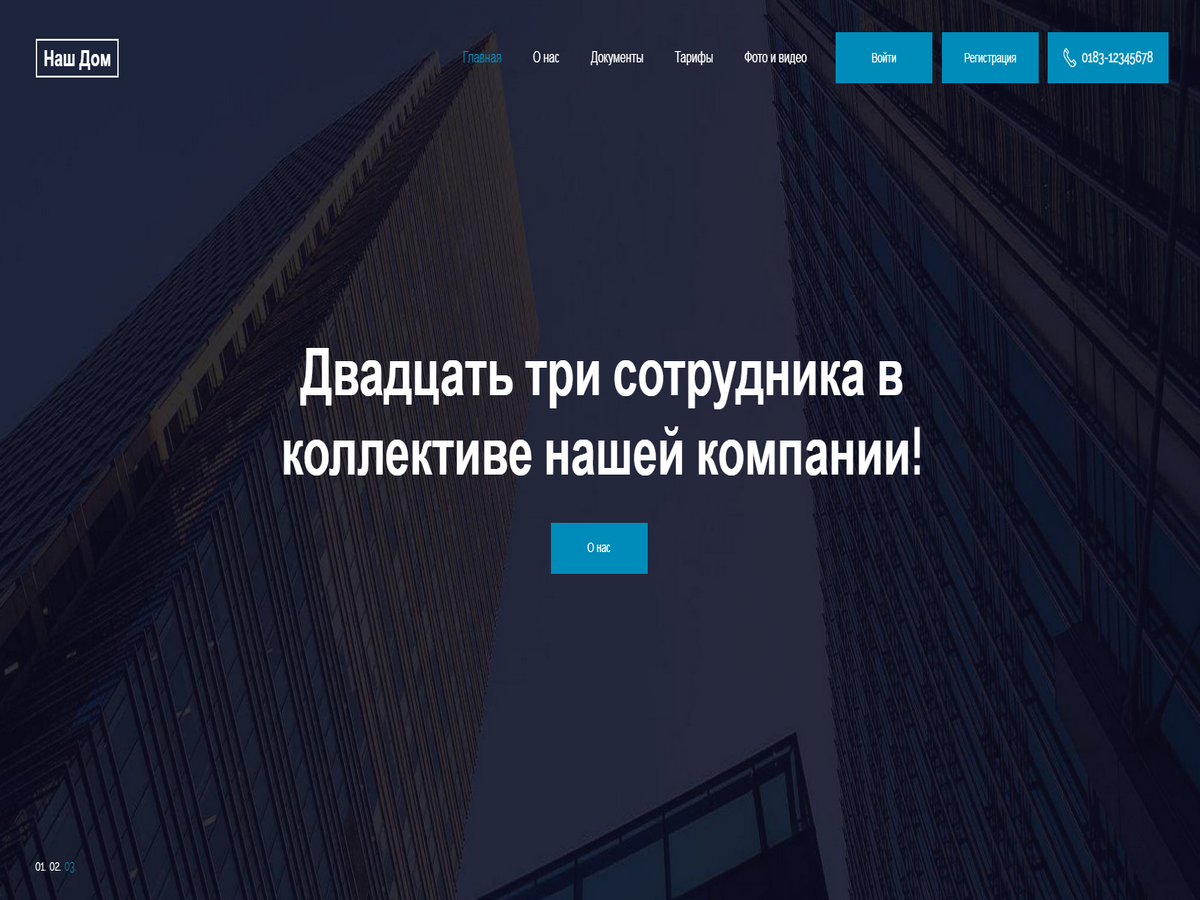 Наш Дом
Главная
О нас
Документы
Тарифы
Фото и видео
Войти
Регистрация
0183-12345678
Двадцать три сотрудника в
коллективе нашей компании!
О нас
01. 02. 03